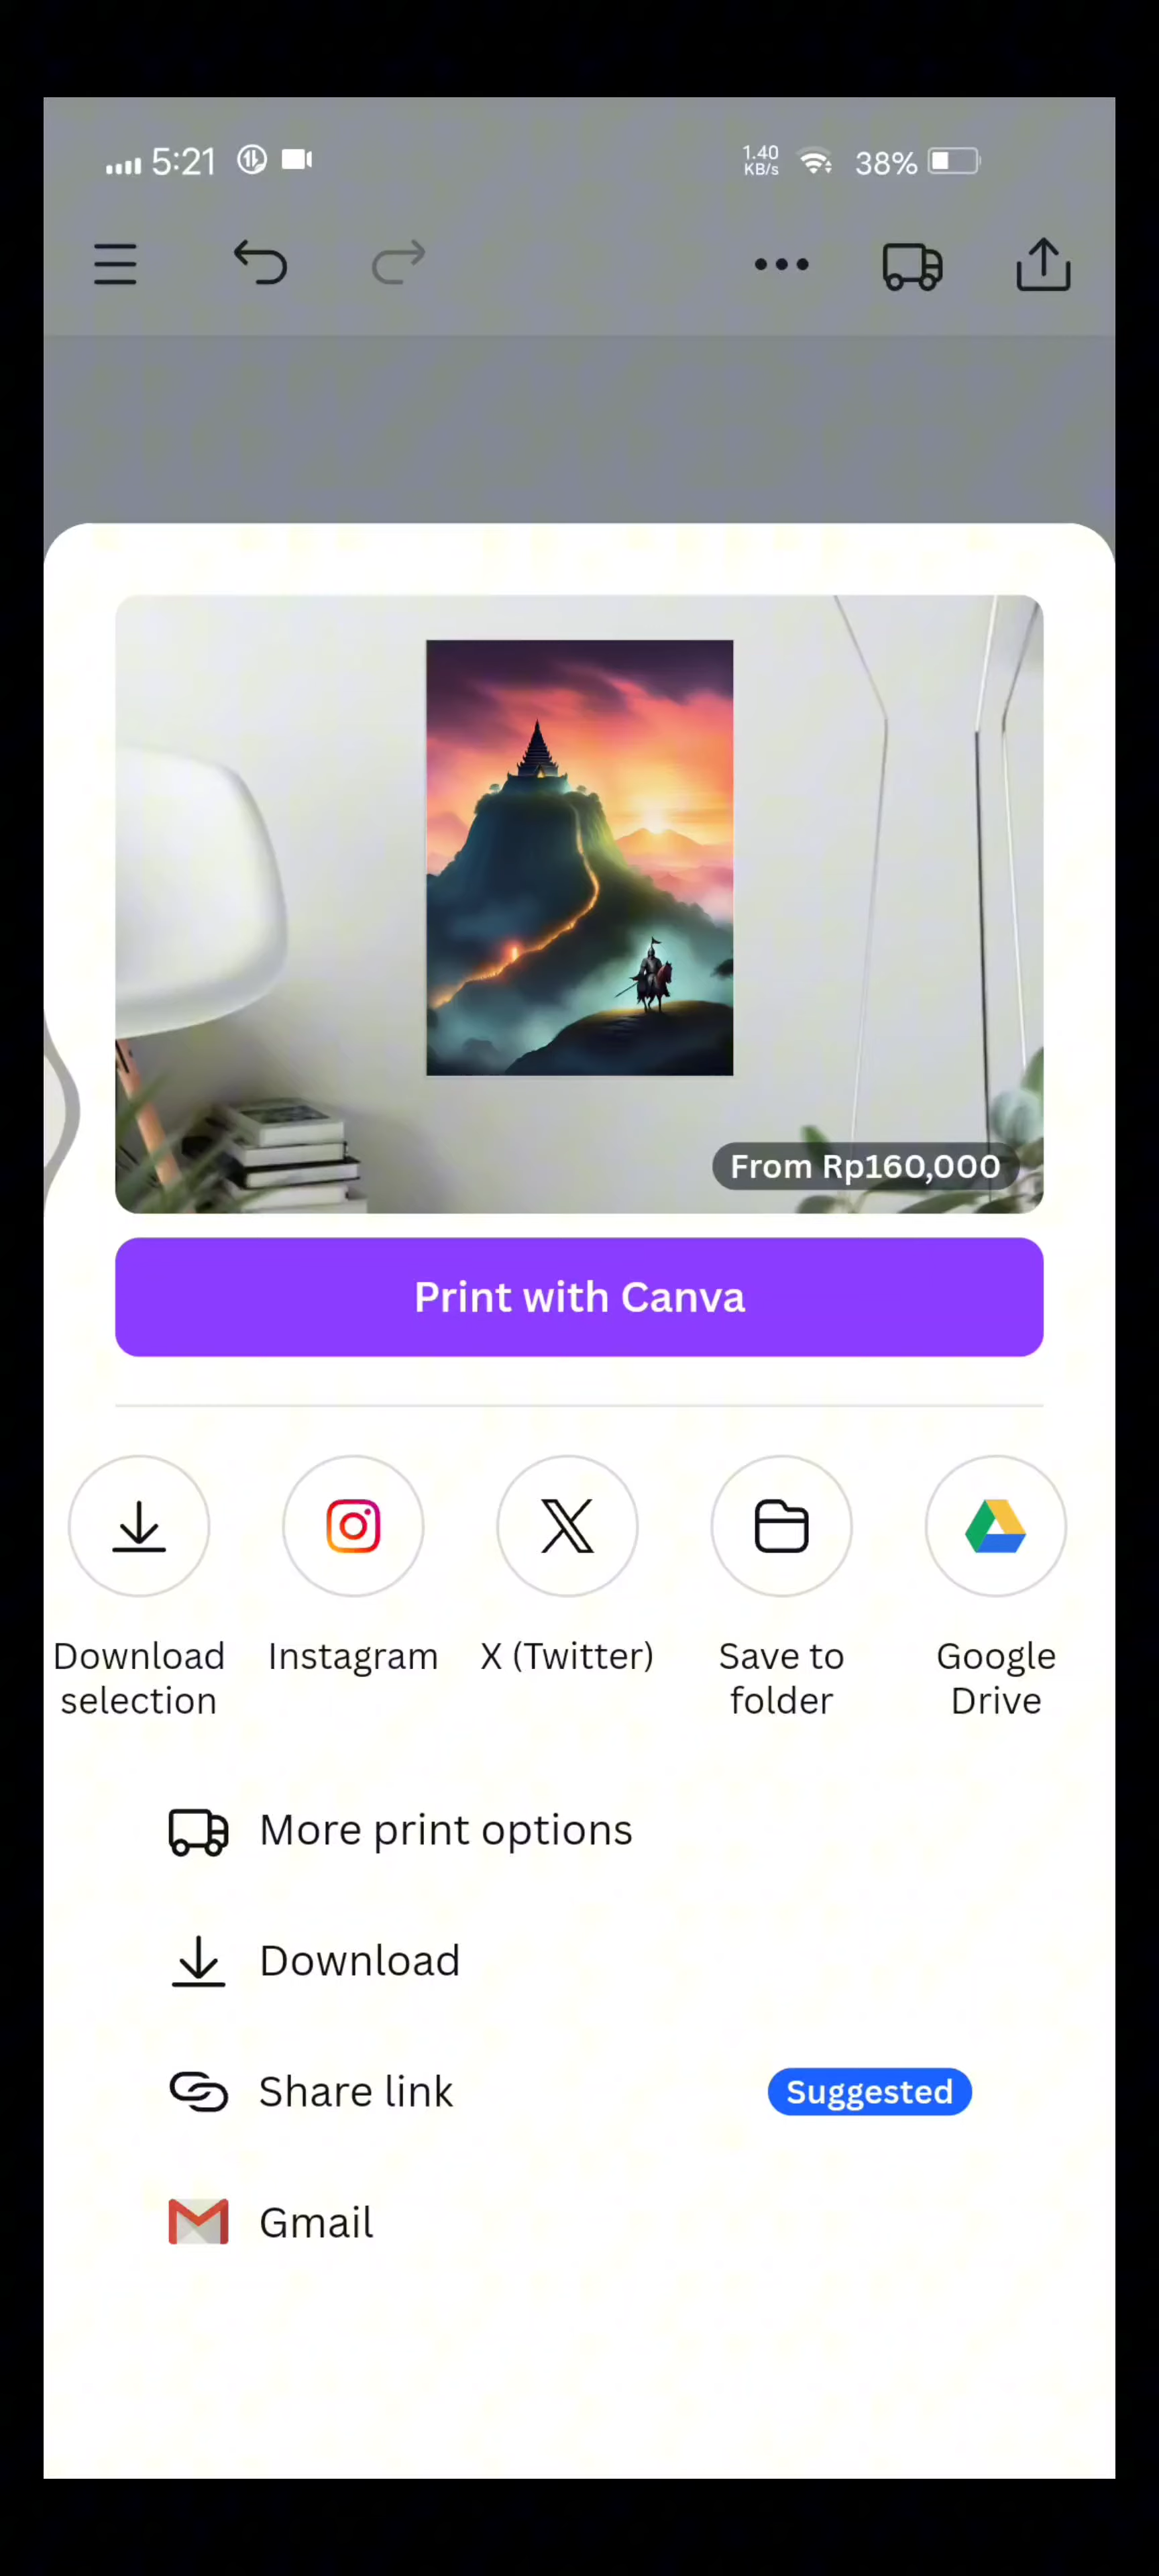 5:21
1.40
KB/s
38%
From Rp160,000
Print with Canva
Download
selection
Instagram
X (Twitter)
Save to
folder
Google
Drive
More print options
Download
Share link
Suggested
Gmail